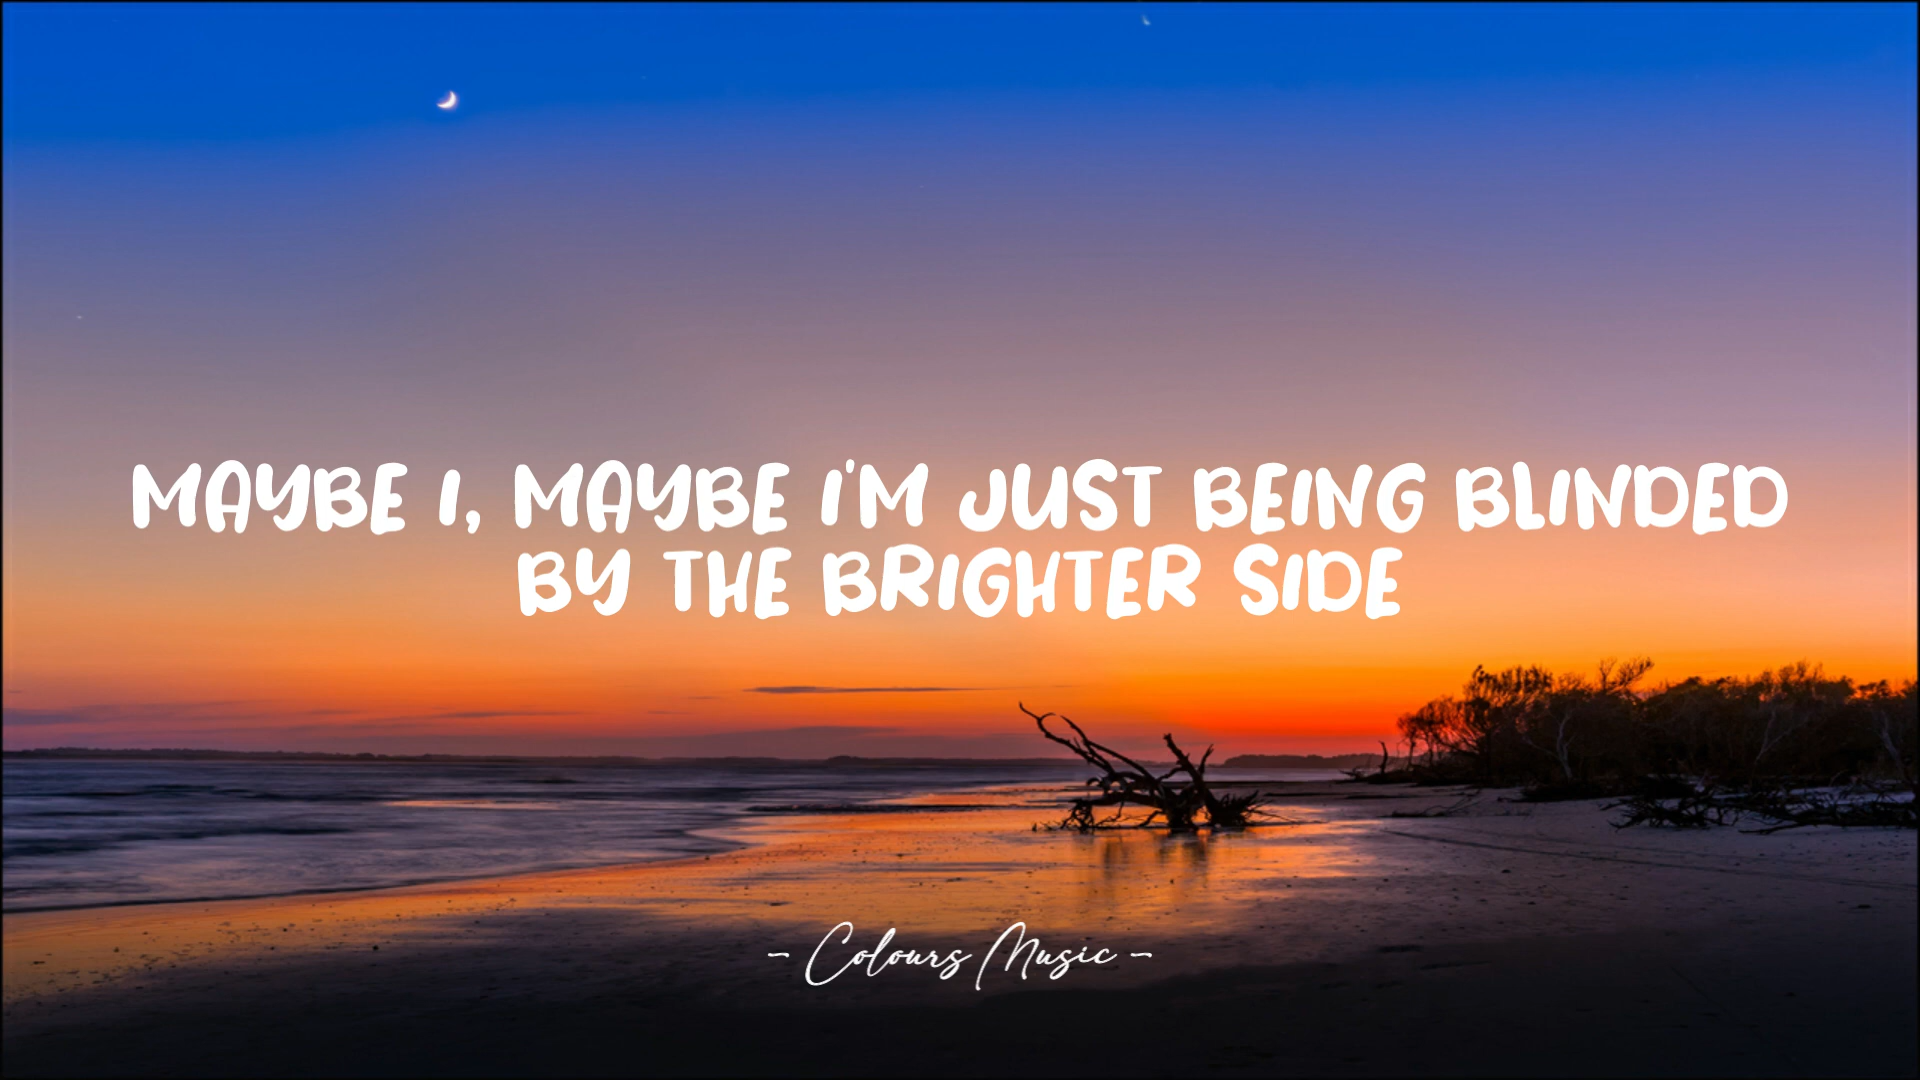 MAYBE I, MAYBE I'M JUST BEING BLINDED
BY THE BRIGHTER SIDE
- Colours Music -